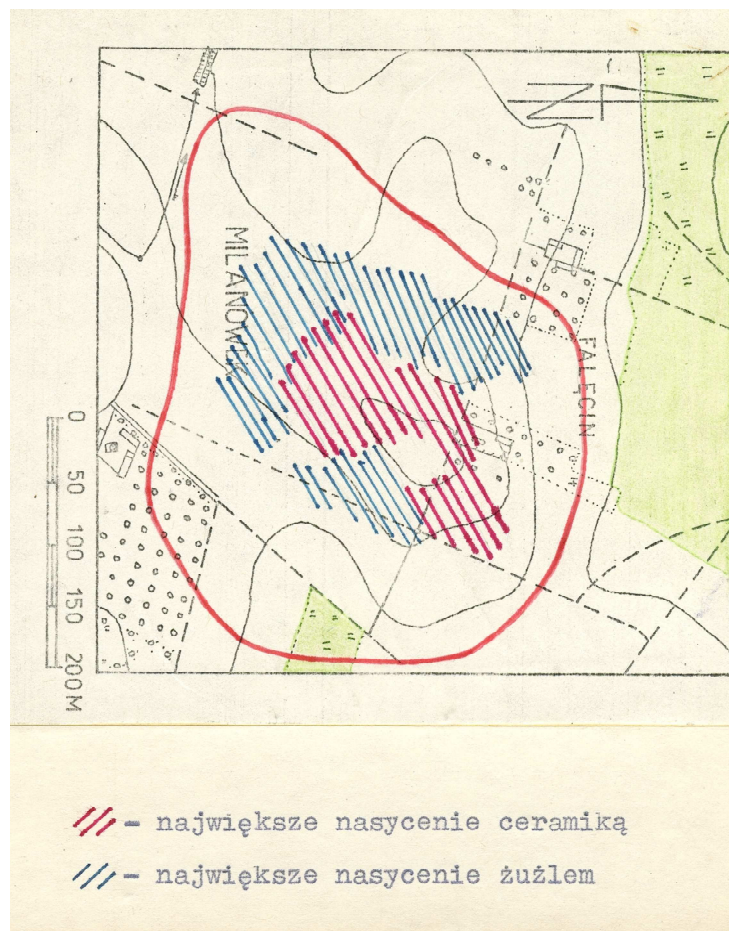 N
MILANÓWEK
FALĘCIN
0 50 100 150 200M
– największe nasycenie ceramiką
– największe nasycenie żużlem